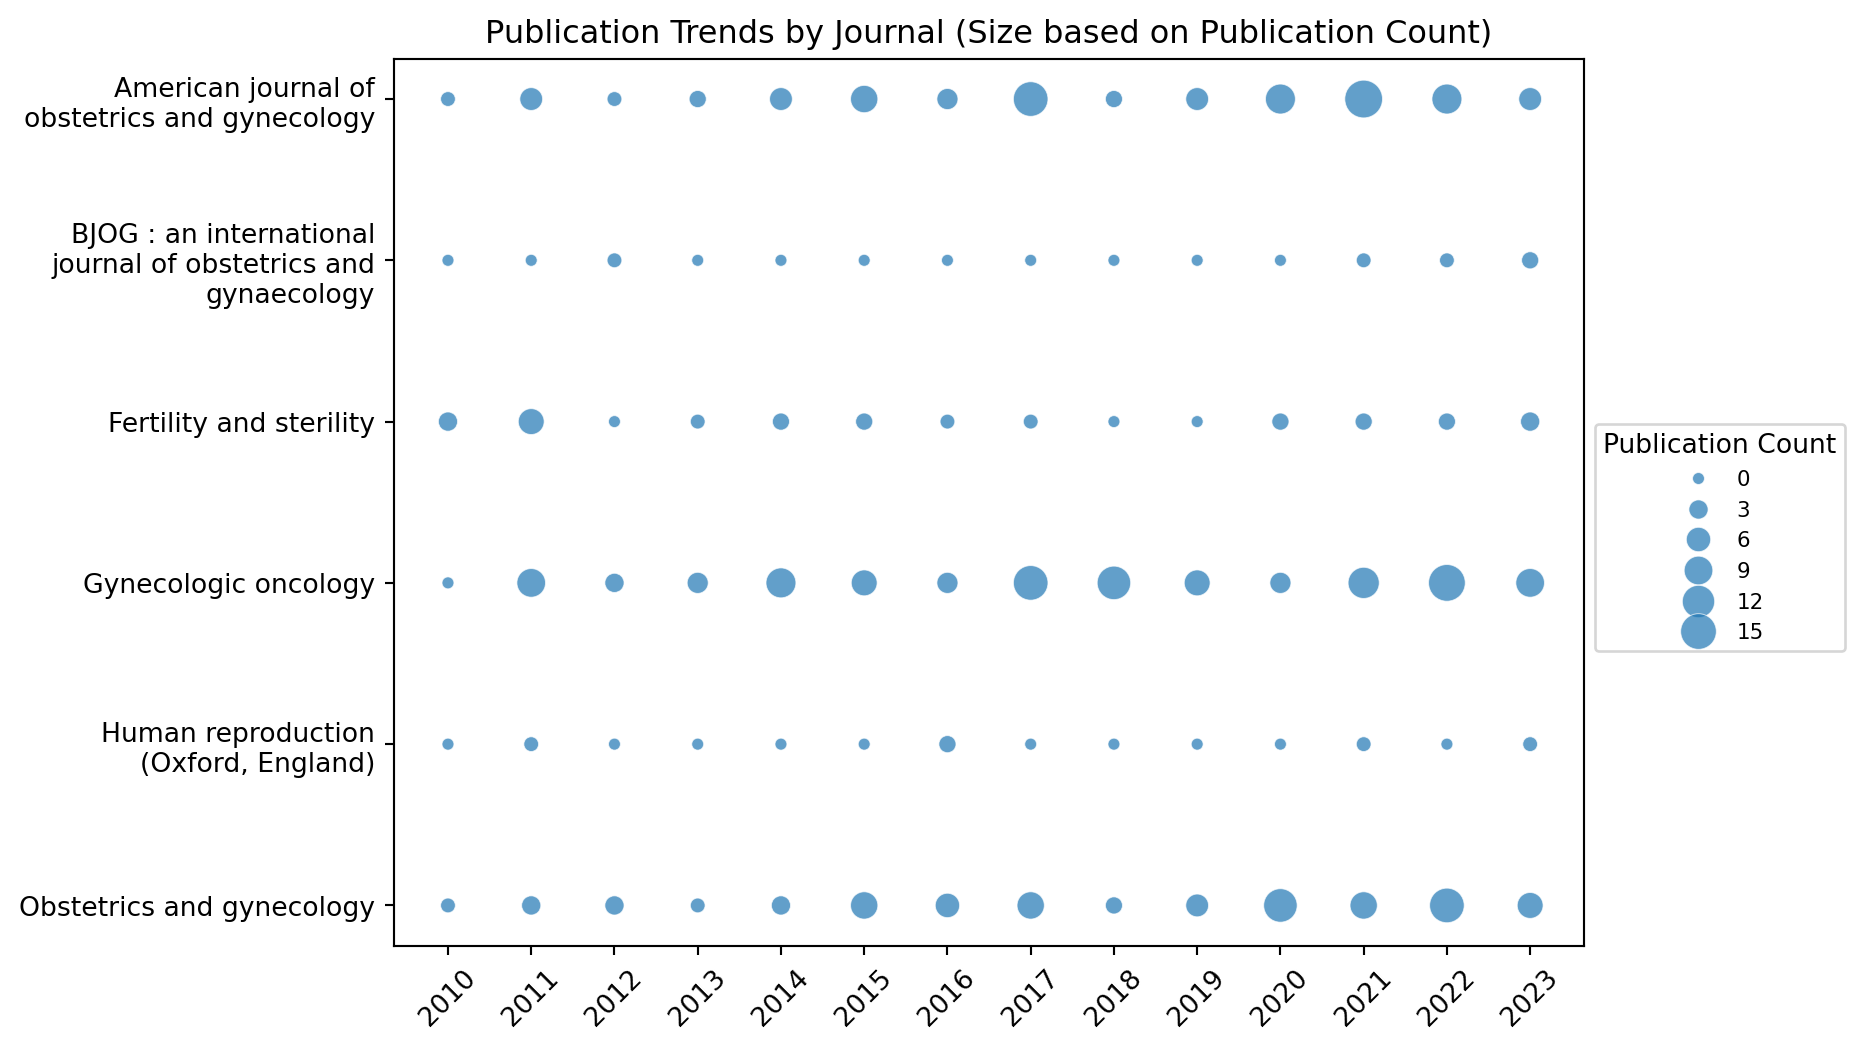 Publication Trends by Journal (Size based on Publication Count)
American journal of
obstetrics and gynecology
BJOG : an international
journal of obstetrics and
gynaecology
Fertility and sterility
Gynecologic oncology
Human reproduction
(Oxford, England)
Obstetrics and gynecology
2010
2011
2012
2013
2014
2015
2016
2017
2018
2019
2020
2021
2022
2023
Publication Count
0
3
6
9
12
15